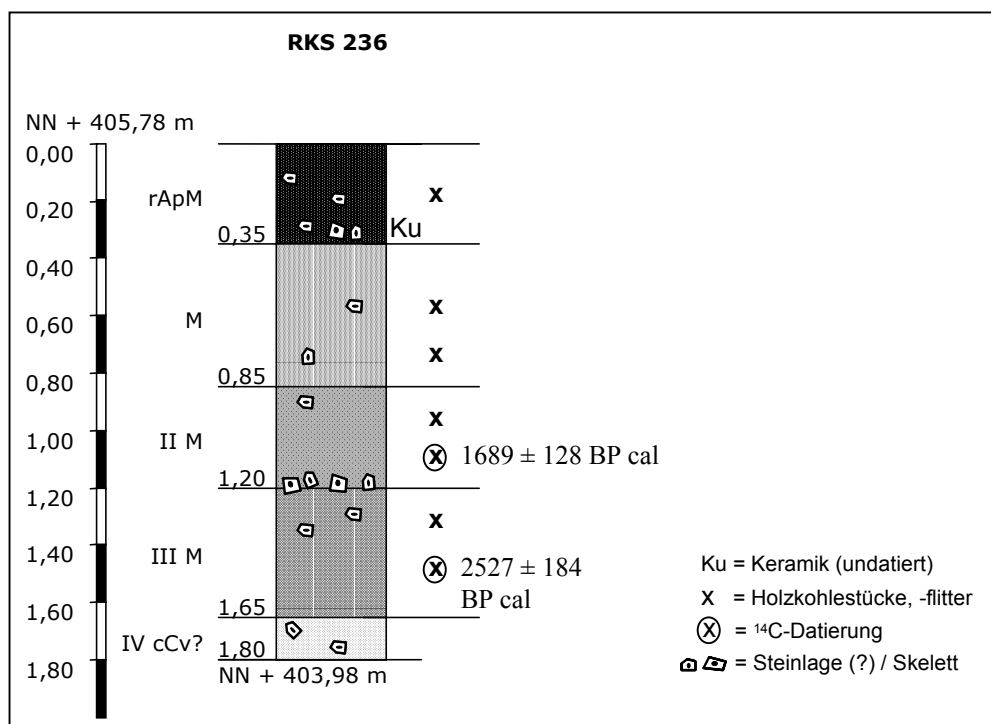 RKS 236
NN + 405,78 m
0,00
0,20
0,40
0,60
0,80
1,00
1,20
1,40
1,60
1,80
rApM
x
0,35
Ku
M
x
x
0,85
II M
x
x 1689 ± 128 BP cal
1,20
III M
x
x 2527 ± 184
BP cal
1,65
IV cCv?
1,80
NN + 403,98 m
Ku = Keramik (undatiert)
x = Holzkohlestücke, -flitter
x = ¹⁴C-Datierung
= Steinlage (?) / Skelett